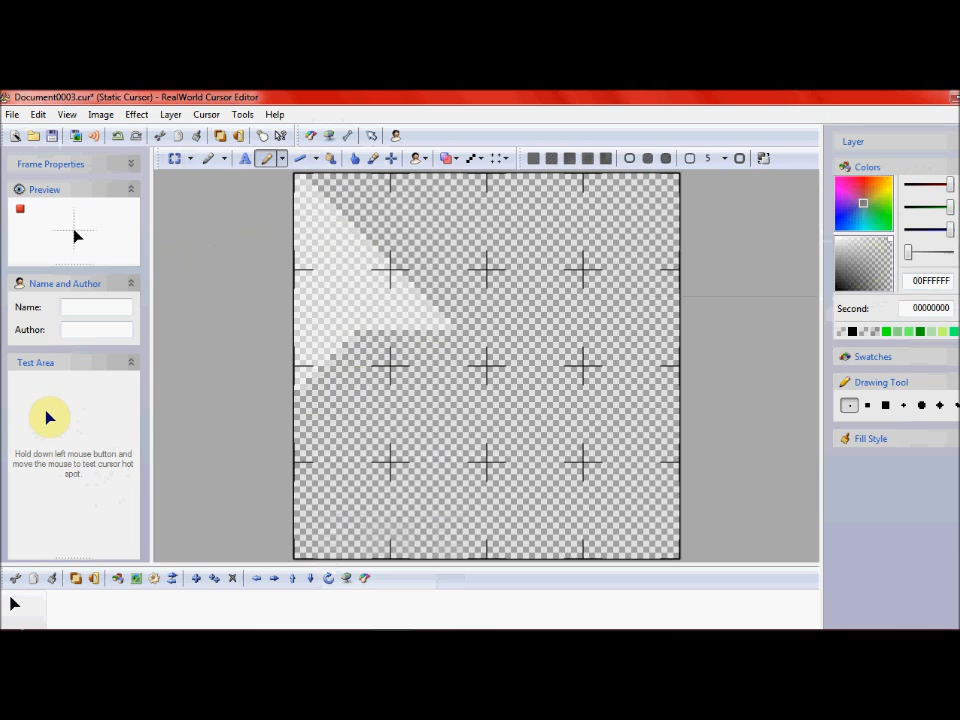 Document0003.cur* (Static Cursor) - RealWorld Cursor Editor
File Edit View Image Effect Layer Cursor Tools Help
5
Frame Properties
Preview
Name and Author
Name:
Author:
Test Area
Hold down left mouse button and
move the mouse to test cursor hot
spot.
Layer
Colors
00FFFFFF
Second: 00000000
Swatches
Drawing Tool
Fill Style